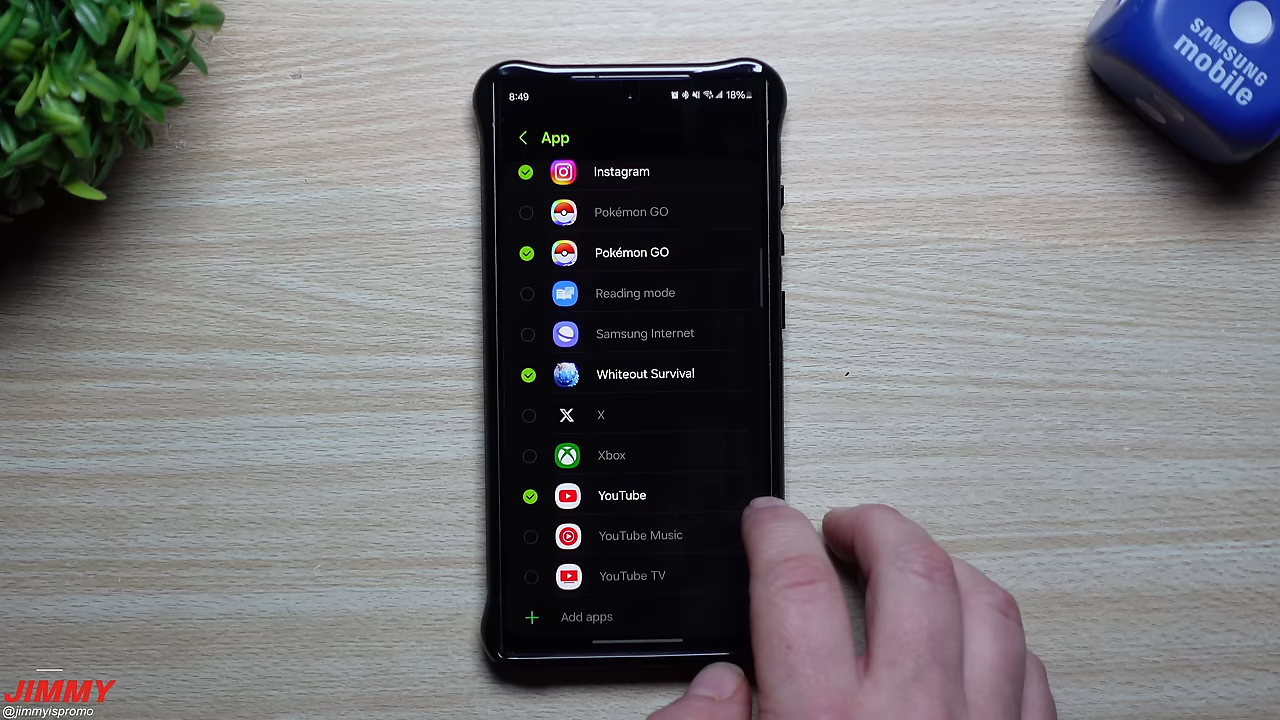 SAMSUNG
mobile
8:49
18%
App
Instagram
Pokémon GO
Pokémon GO
Reading mode
Samsung Internet
Whiteout Survival
X
Xbox
YouTube
YouTube Music
YouTube TV
Add apps
JIMMY
@jimmyispromo